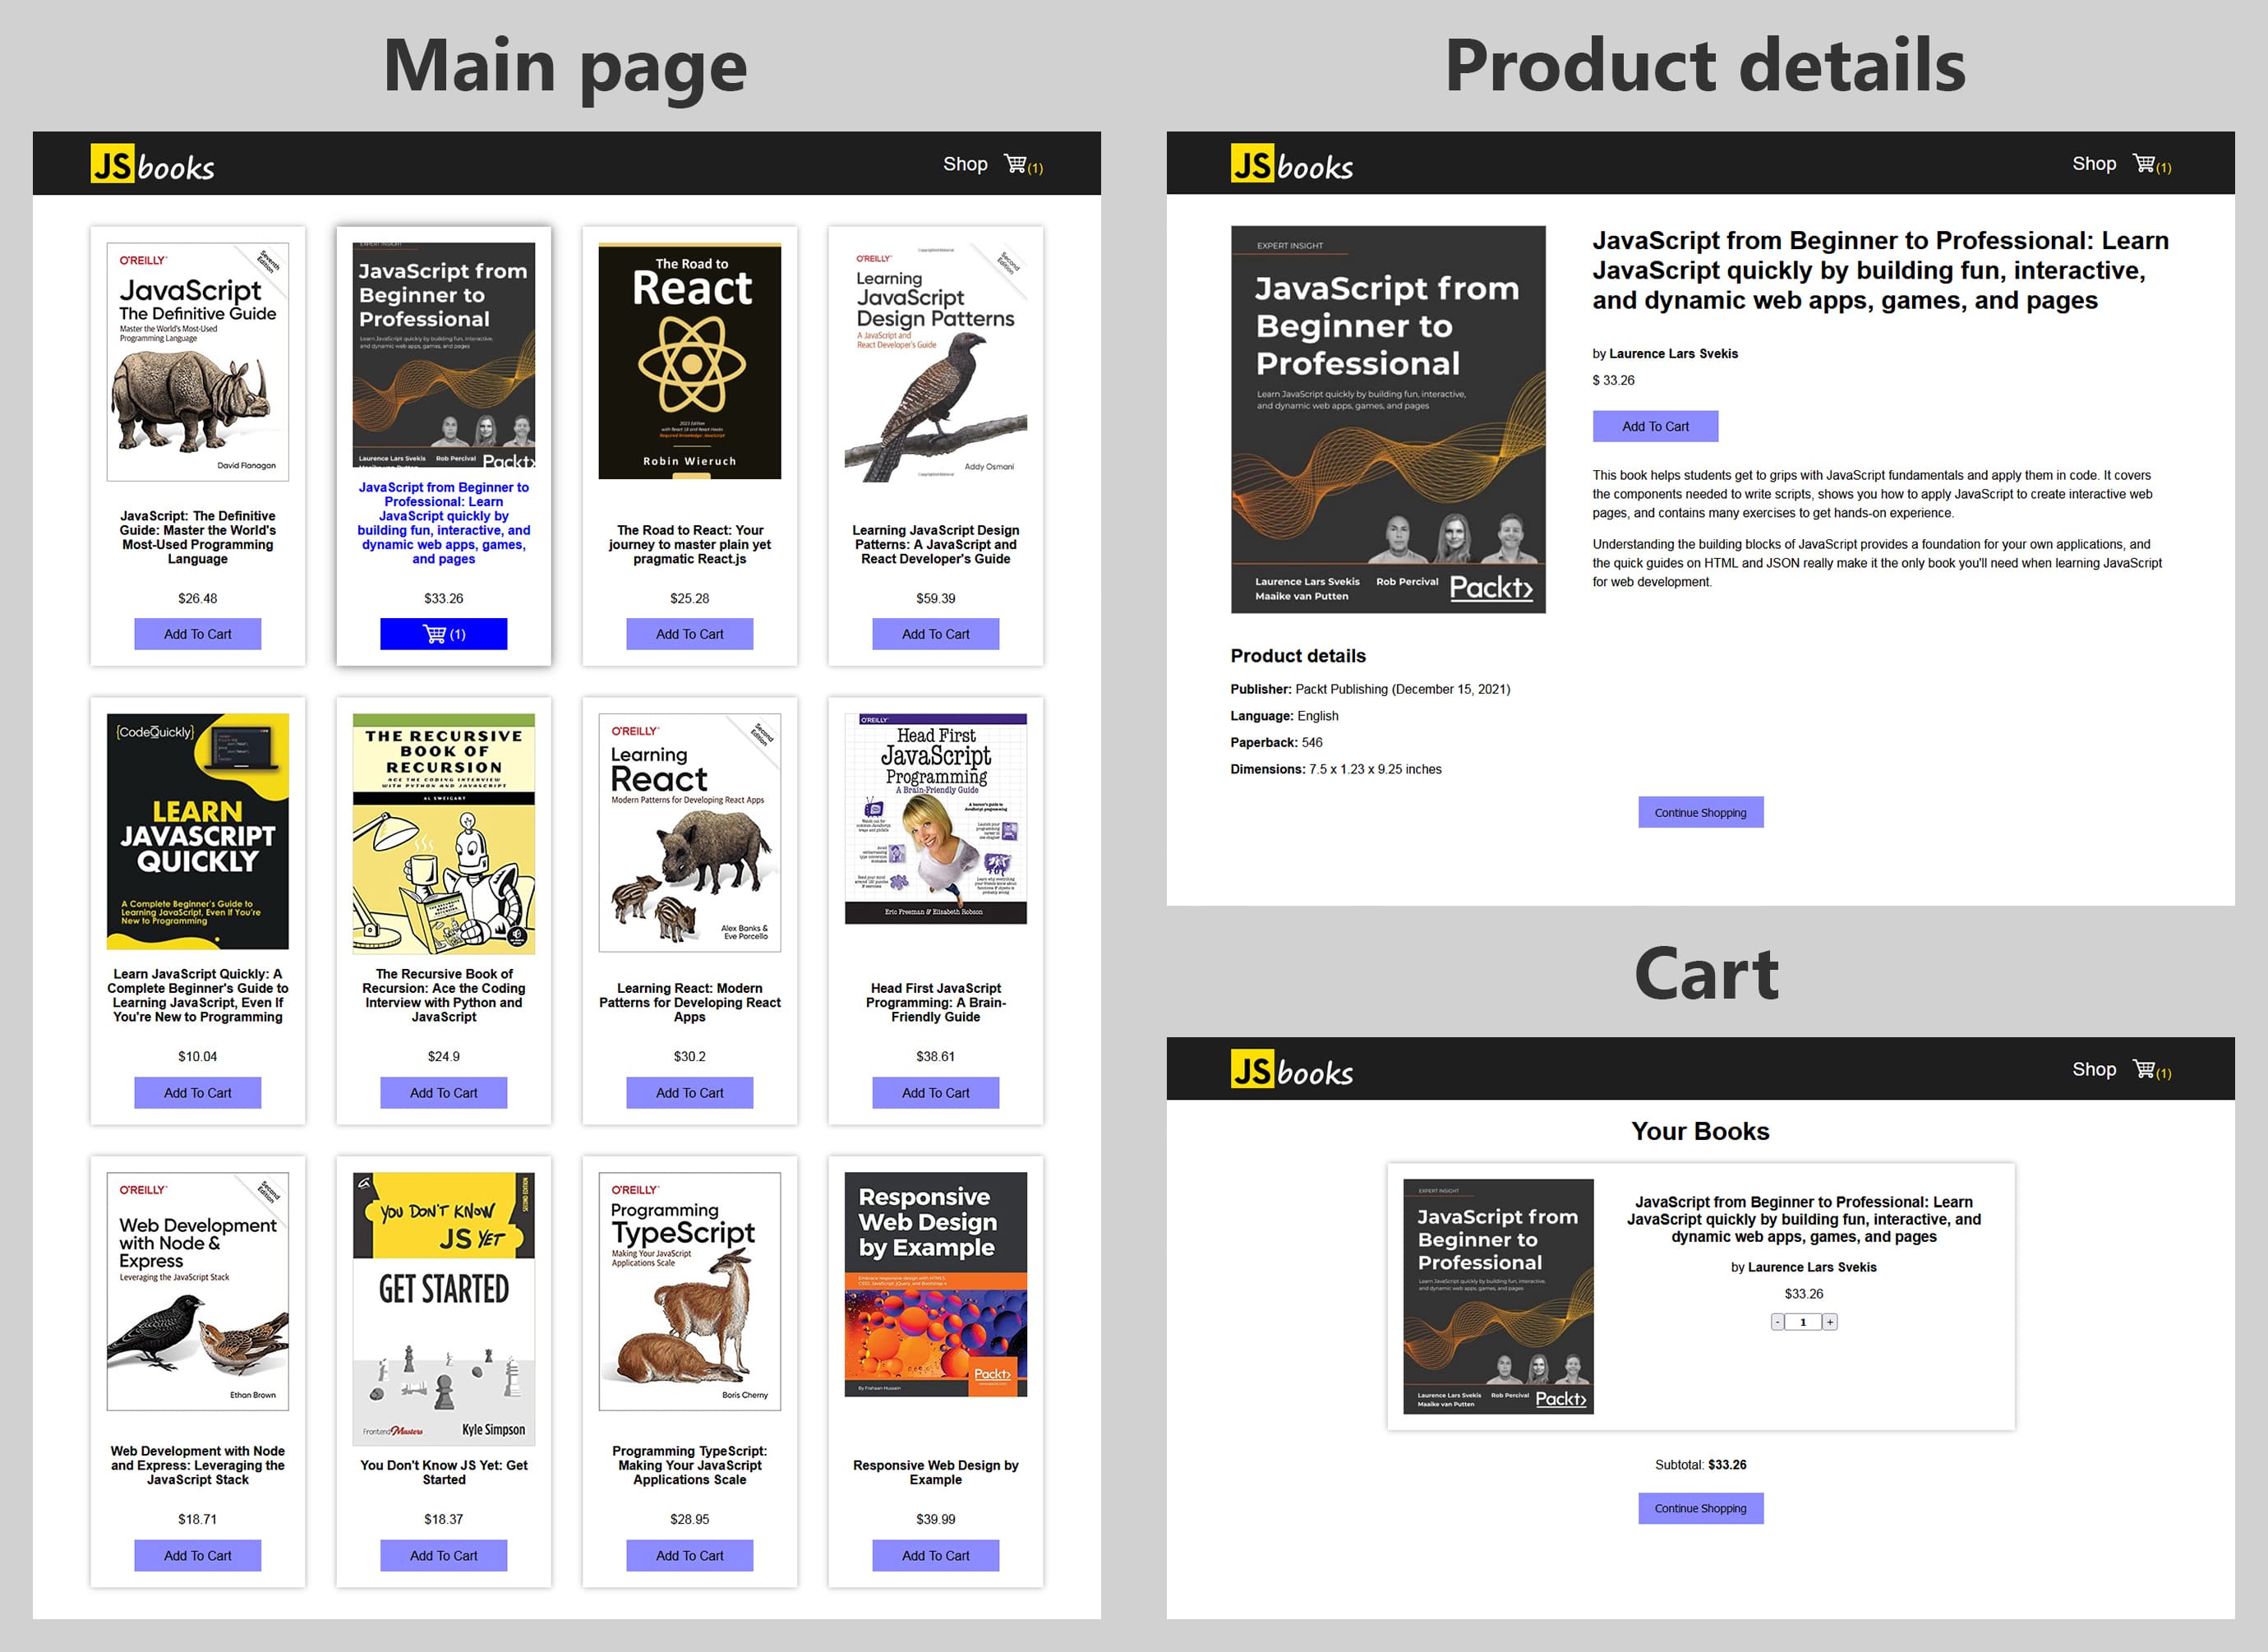 Main page
JS books
Shop (1)
O'REILLY
Seventh
Edition
JavaScript
The Definitive Guide
Master the World's Most-Used
Programming Language
David Flanagan
JavaScript: The Definitive
Guide: Master the World's
Most-Used Programming
Language
$26.48
Add To Cart
EXPERT INSIGHT
JavaScript from
Beginner to
Professional
Learn JavaScript quickly by building fun, interactive,
and dynamic web apps, games, and pages
Laurence Lars Svekis Rob Percival Packt
JavaScript from Beginner to
Professional: Learn
JavaScript quickly by
building fun, interactive, and
dynamic web apps, games,
and pages
$33.26
(1)
The Road to
React
2023 Edition
with React 18 and React Hooks
Required Knowledge: JavaScript
Robin Wieruch
The Road to React: Your
journey to master plain yet
pragmatic React.js
$25.28
Add To Cart
O'REILLY
Second
Edition
Learning
JavaScript
Design Patterns
A JavaScript and
React Developer's Guide
Addy Osmani
Learning JavaScript Design
Patterns: A JavaScript and
React Developer's Guide
$59.39
Add To Cart
{CodeQuickly}
LEARN
JAVASCRIPT
QUICKLY
A Complete Beginner's Guide to
Learning JavaScript, Even If You're
New to Programming
Learn JavaScript Quickly: A
Complete Beginner's Guide to
Learning JavaScript, Even If
You're New to Programming
$10.04
Add To Cart
THE RECURSIVE
BOOK OF
RECURSION
ACE THE CODING INTERVIEW
WITH PYTHON AND JAVASCRIPT
AL SWEIGART
The Recursive Book of
Recursion: Ace the Coding
Interview with Python and
JavaScript
$24.9
Add To Cart
O'REILLY
Second
Edition
Learning
React
Modern Patterns for Developing React Apps
Alex Banks &
Eve Porcello
Learning React: Modern
Patterns for Developing React
Apps
$30.2
Add To Cart
O'REILLY
Head First
JavaScript
Programming
A Brain-Friendly Guide
Eric Freeman & Elisabeth Robson
Head First JavaScript
Programming: A Brain-
Friendly Guide
$38.61
Add To Cart
O'REILLY
Second
Edition
Web Development
with Node &
Express
Leveraging the JavaScript Stack
Ethan Brown
Web Development with Node
and Express: Leveraging the
JavaScript Stack
$18.71
Add To Cart
SECOND EDITION
YOU DON'T KNOW
JS YET
GET STARTED
Frontend Masters Kyle Simpson
You Don't Know JS Yet: Get
Started
$18.37
Add To Cart
O'REILLY
Programming
TypeScript
Making Your JavaScript
Applications Scale
Boris Cherny
Programming TypeScript:
Making Your JavaScript
Applications Scale
$28.95
Add To Cart
Responsive
Web Design
by Example
Packt
By Frahaan Hussain
Responsive Web Design by
Example
$39.99
Add To Cart
Product details
JS books
Shop (1)
EXPERT INSIGHT
JavaScript from
Beginner to
Professional
Learn JavaScript quickly by building fun, interactive,
and dynamic web apps, games, and pages
Laurence Lars Svekis Rob Percival
Maaike van Putten
Packt
JavaScript from Beginner to Professional: Learn
JavaScript quickly by building fun, interactive,
and dynamic web apps, games, and pages
by Laurence Lars Svekis
$ 33.26
Add To Cart
This book helps students get to grips with JavaScript fundamentals and apply them in code. It covers
the components needed to write scripts, shows you how to apply JavaScript to create interactive web
pages, and contains many exercises to get hands-on experience.
Understanding the building blocks of JavaScript provides a foundation for your own applications, and
the quick guides on HTML and JSON really make it the only book you'll need when learning JavaScript
for web development.
Product details
Publisher: Packt Publishing (December 15, 2021)
Language: English
Paperback: 546
Dimensions: 7.5 x 1.23 x 9.25 inches
Continue Shopping
Cart
JS books
Shop (1)
Your Books
EXPERT INSIGHT
JavaScript from
Beginner to
Professional
Learn JavaScript quickly by building fun, interactive,
and dynamic web apps, games, and pages
Laurence Lars Svekis Rob Percival
Maaike van Putten
Packt
JavaScript from Beginner to Professional: Learn
JavaScript quickly by building fun, interactive, and
dynamic web apps, games, and pages
by Laurence Lars Svekis
$33.26
- 1 +
Subtotal: $33.26
Continue Shopping